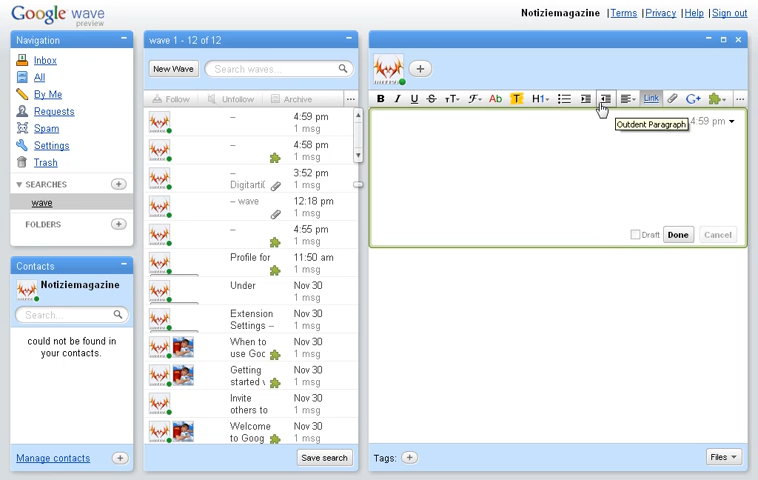 Google wave
preview
Notiziemagazine | Terms | Privacy | Help | Sign out
Navigation
Inbox
All
By Me
Requests
Spam
Settings
Trash
SEARCHES
wave
FOLDERS
Contacts
Notiziemagazine
Search...
could not be found in
your contacts.
Manage contacts
wave 1 - 12 of 12
New Wave
Search waves...
Follow Unfollow Archive ...
– 4:59 pm
1 msg
– 4:58 pm
1 msg
– 3:52 pm
1 msg
– wave 12:18 pm
1 msg
– 4:55 pm
1 msg
Profile for 11:50 am
1 msg
Under Nov 30
1 msg
Extension Nov 30
Settings – 1 msg
When to Nov 30
use Goo 1 msg
Getting Nov 30
started 1 msg
Invite Nov 30
others to 1 msg
Welcome Nov 30
to Goog 1 msg
Save search
B I U S TT F Ab T H1 Link G+ ...
Outdent Paragraph
4:59 pm
Draft Done Cancel
Tags:
Files